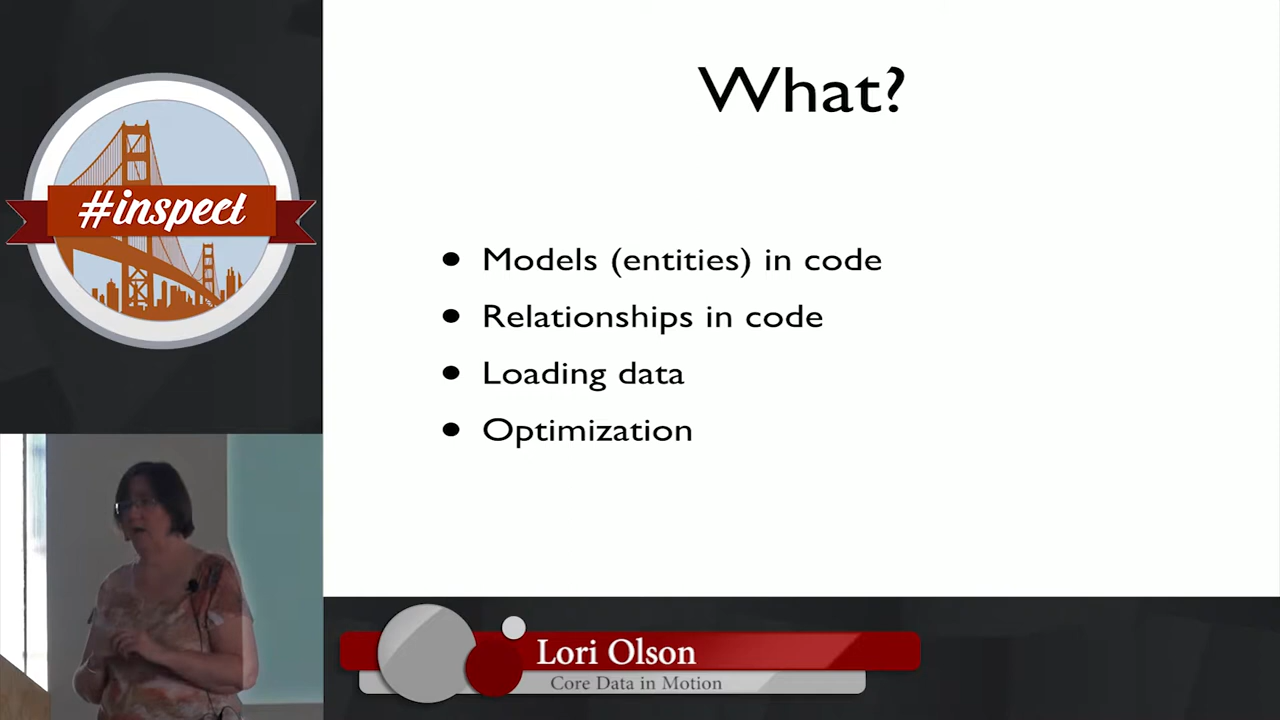 #inspect
What?
Models (entities) in code
Relationships in code
Loading data
Optimization
Lori Olson
Core Data in Motion